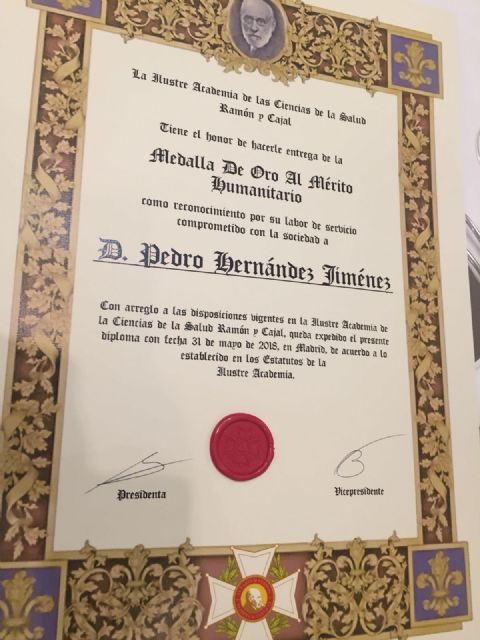 La Ilustre Academia de las Ciencias de la Salud
Ramón y Cajal
Tiene el honor de hacerle entrega de la
Medalla De Oro Al Mérito
Humanitario
como reconocimiento por su labor de servicio
comprometido con la sociedad a
D. Pedro Hernández Jiménez
Con arreglo a las disposiciones vigentes en la Ilustre Academia de
la Ciencias de la Salud Ramón y Cajal, queda expedido el presente
diploma con fecha 31 de mayo de 2018, en Madrid, de acuerdo a lo
establecido en los Estatutos de la
Ilustre Academia.
Presidenta
Vicepresidente